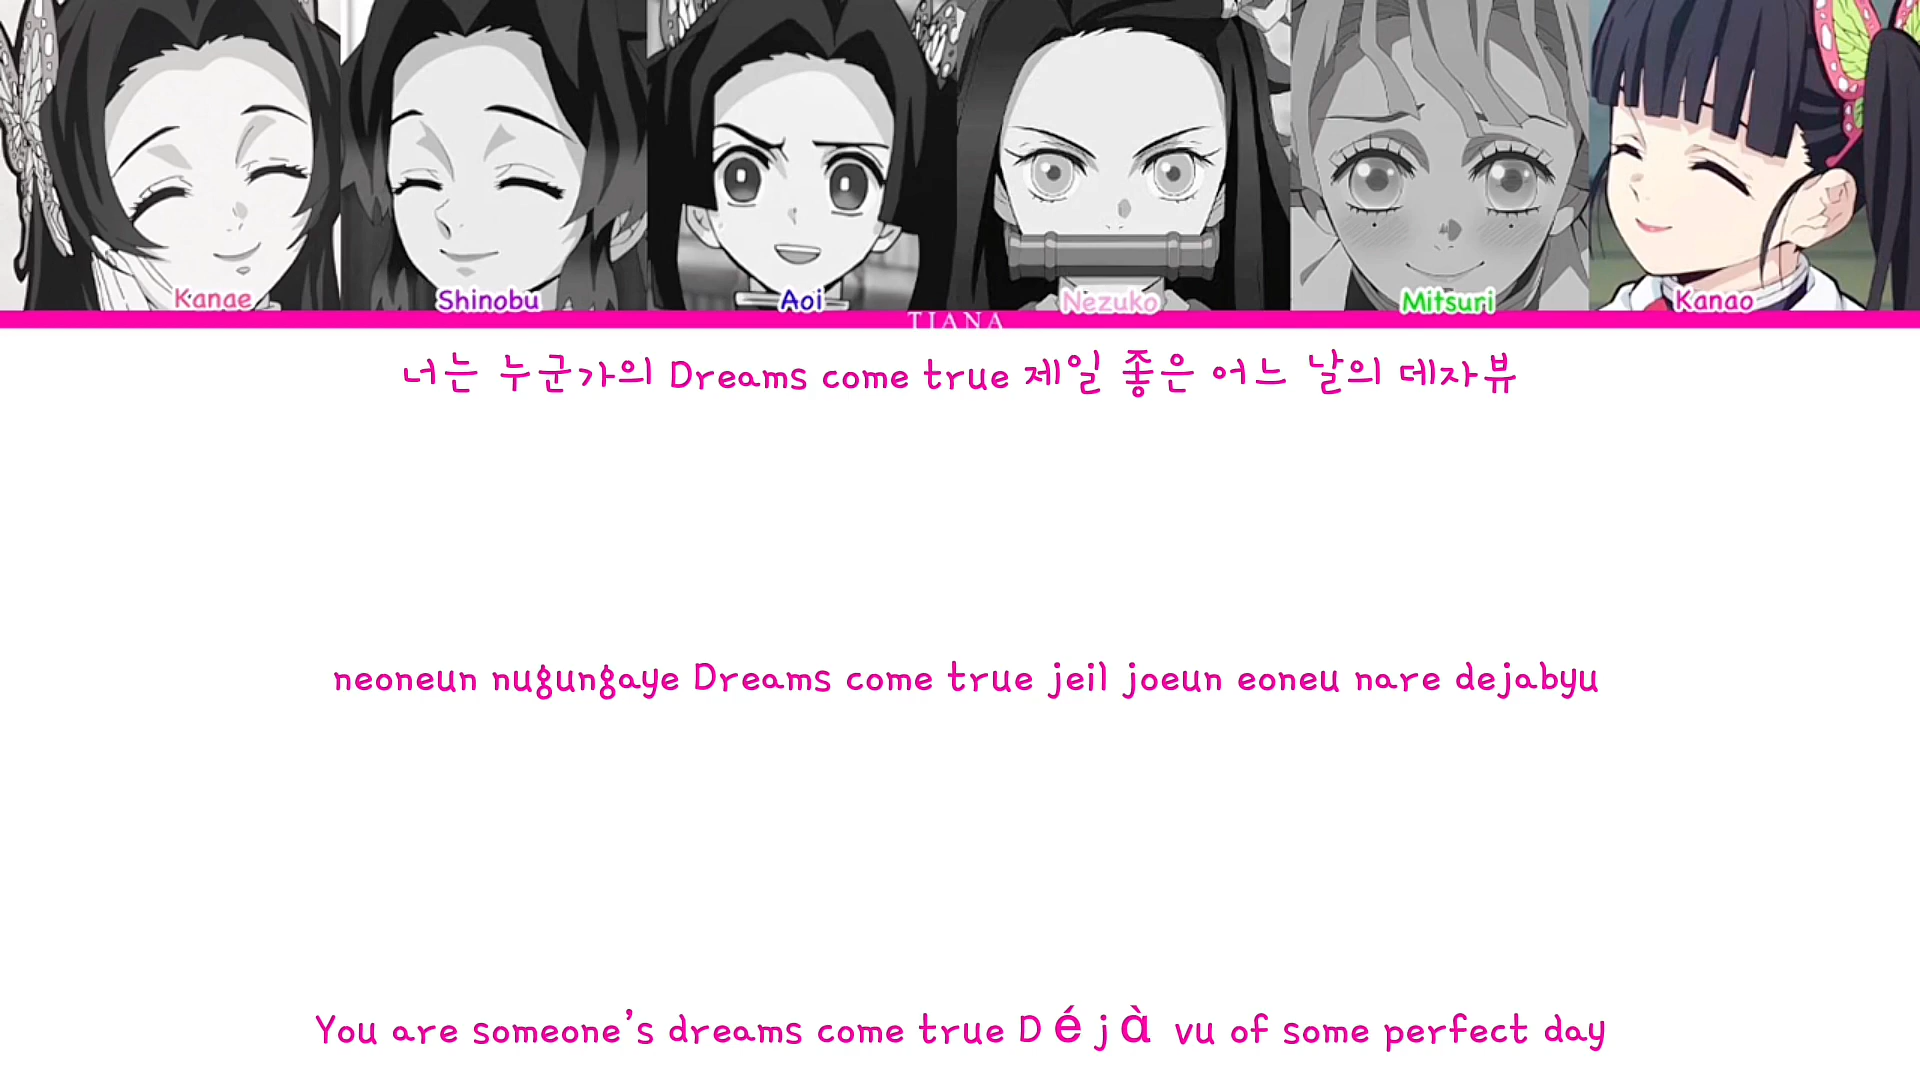 Kanae
Shinobu
Aoi
Nezuko
Mitsuri
Kanao
TIANA
너는 누군가의 Dreams come true 제일 좋은 어느 날의 데자뷰
neoneun nugungaye Dreams come true jeil joeun eoneu nare dejabyu
You are someone's dreams come true Déjà vu of some perfect day